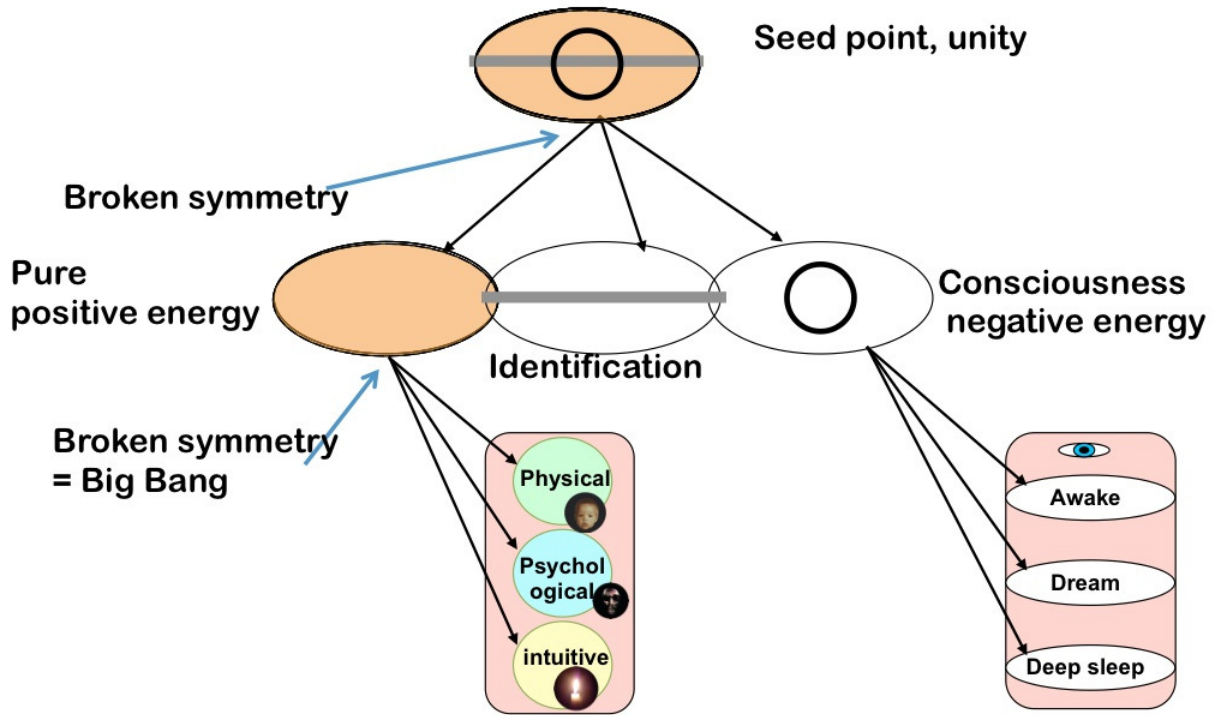 Seed point, unity
Broken symmetry
Pure
positive energy
Consciousness
negative energy
Identification
Broken symmetry
= Big Bang
Physical
Psychol
ogical
intuitive
Awake
Dream
Deep sleep